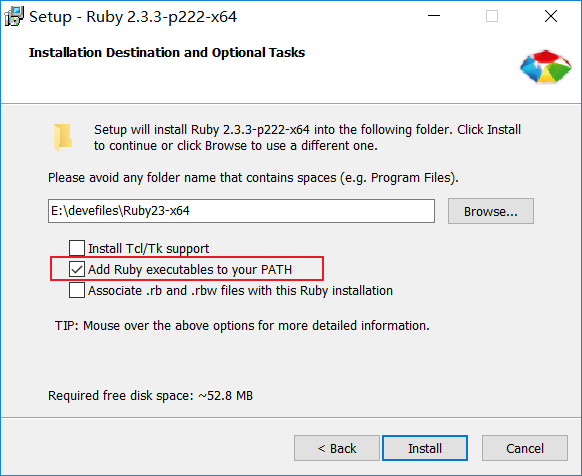 Setup - Ruby 2.3.3-p222-x64
Installation Destination and Optional Tasks
Setup will install Ruby 2.3.3-p222-x64 into the following folder. Click Install
to continue or click Browse to use a different one.
Please avoid any folder name that contains spaces (e.g. Program Files).
E:\devefiles\Ruby23-x64
Browse...
Install Tcl/Tk support
Add Ruby executables to your PATH
Associate .rb and .rbw files with this Ruby installation
TIP: Mouse over the above options for more detailed information.
Required free disk space: ~52.8 MB
< Back
Install
Cancel